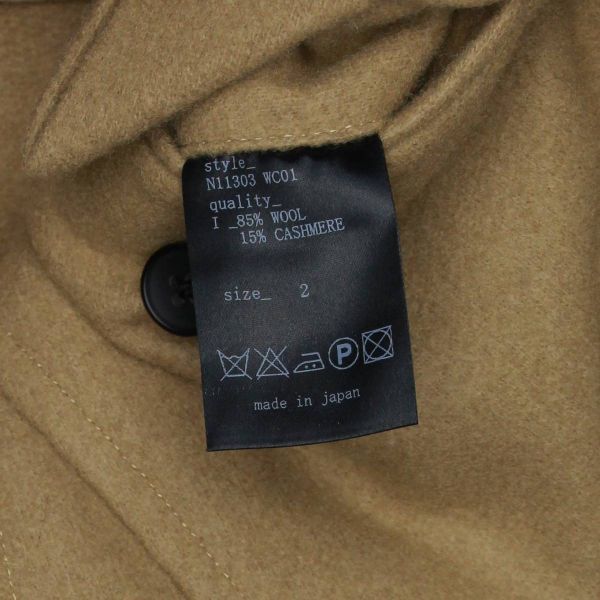 style_
N11303 WC01
quality_
I _85% WOOL
15% CASHMERE
size_ 2
P
made in japan